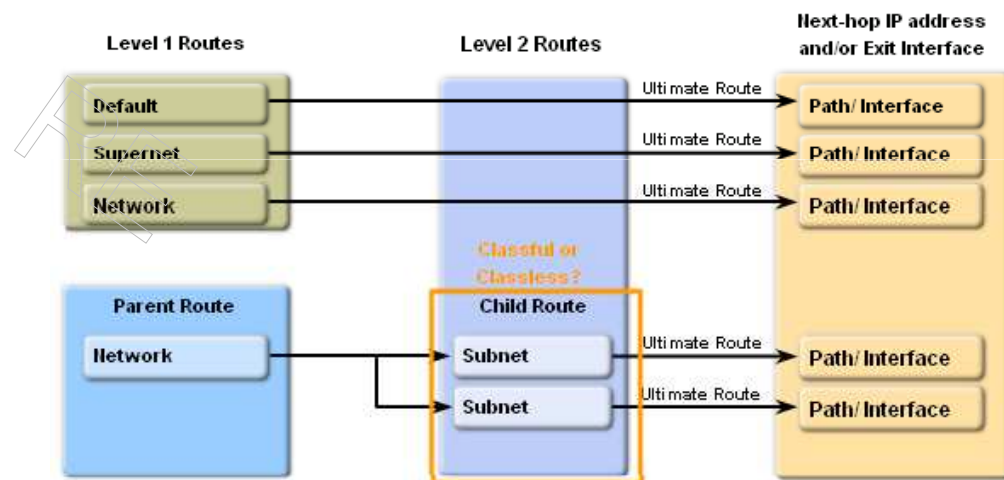 Level 1 Routes
Level 2 Routes
Next-hop IP address
and/or Exit Interface
Default
Ultimate Route
Path/Interface
Supernet
Ultimate Route
Path/Interface
Network
Ultimate Route
Path/Interface
Classful or
Classless?
Parent Route
Child Route
Network
Subnet
Ultimate Route
Path/Interface
Subnet
Ultimate Route
Path/Interface